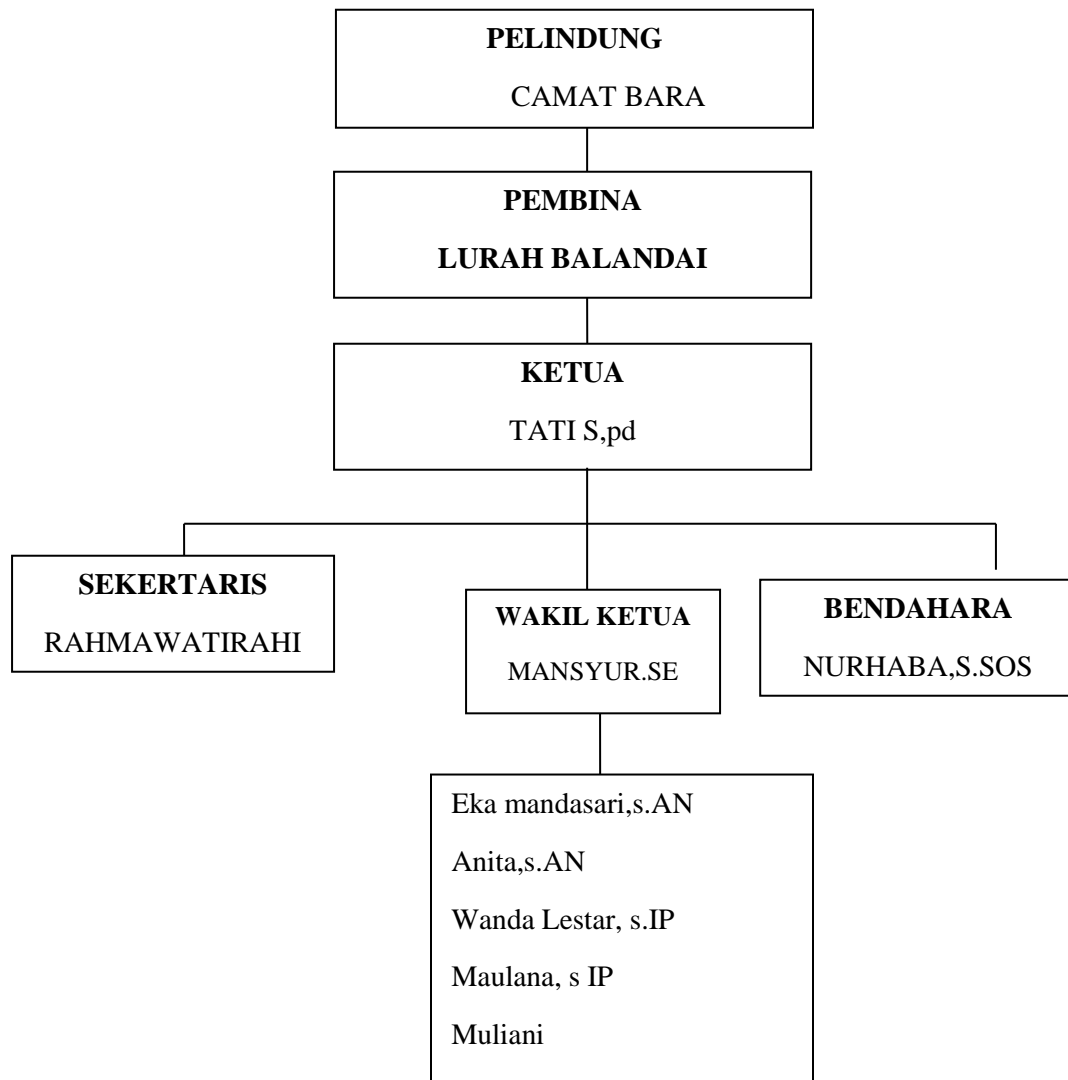 PELINDUNG
CAMAT BARA
PEMBINA
LURAH BALANDAI
KETUA
TATI S,pd
SEKERTARIS
RAHMAWATIRAHI
WAKIL KETUA
MANSYUR.SE
BENDAHARA
NURHABA,S.SOS
Eka mandasari,s.AN
Anita,s.AN
Wanda Lestar, s.IP
Maulana, s IP
Muliani